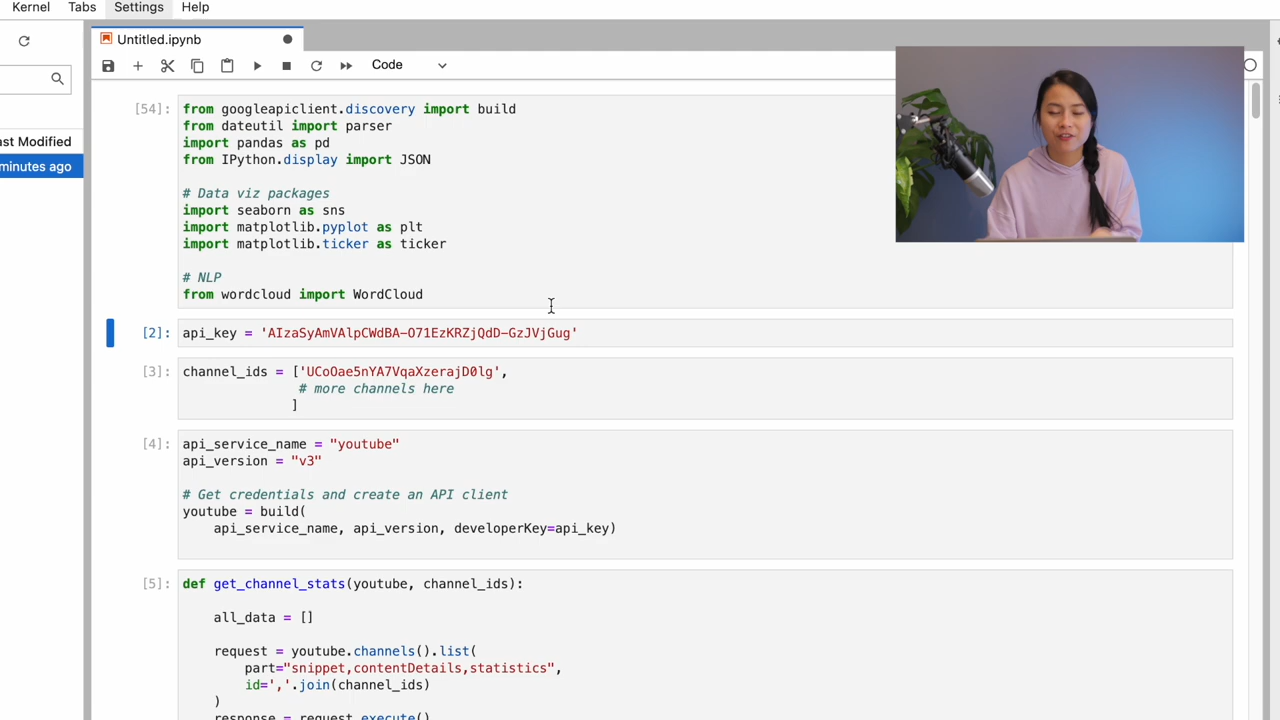 Kernel Tabs Settings Help
Untitled.ipynb
Code
ast Modified
minutes ago
[54]:
from googleapiclient.discovery import build
from dateutil import parser
import pandas as pd
from IPython.display import JSON
# Data viz packages
import seaborn as sns
import matplotlib.pyplot as plt
import matplotlib.ticker as ticker
# NLP
from wordcloud import WordCloud
[2]:
api_key = 'AIzaSyAmVAlpCWdBA-O71EzKRZjQdD-GzJVjGug'
[3]:
channel_ids = ['UCoOae5nYA7VqaXzerajD0lg',
# more channels here
]
[4]:
api_service_name = "youtube"
api_version = "v3"
# Get credentials and create an API client
youtube = build(
api_service_name, api_version, developerKey=api_key)
[5]:
def get_channel_stats(youtube, channel_ids):
all_data = []
request = youtube.channels().list(
part="snippet,contentDetails,statistics",
id=','.join(channel_ids)
)
response = request.execute()